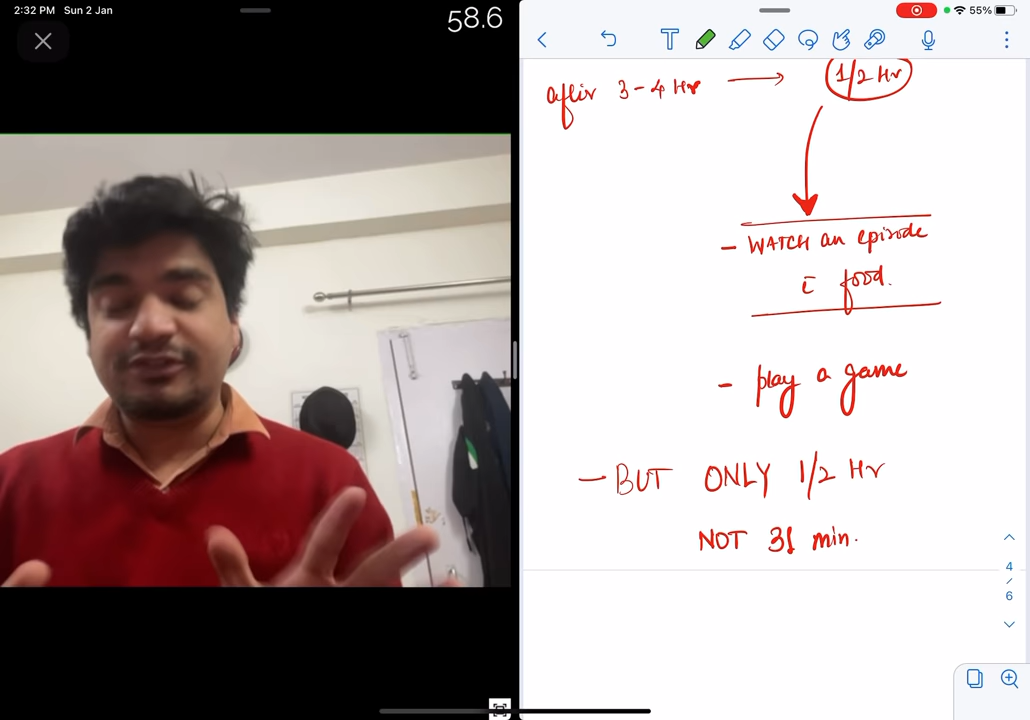 2:32 PM Sun 2 Jan
58.6
55%
T
after 3-4 Hr → 1/2 Hr
- WATCH an episode
c̄ food.
- play a game
- BUT ONLY 1/2 Hr
NOT 31 min.
4
/
6